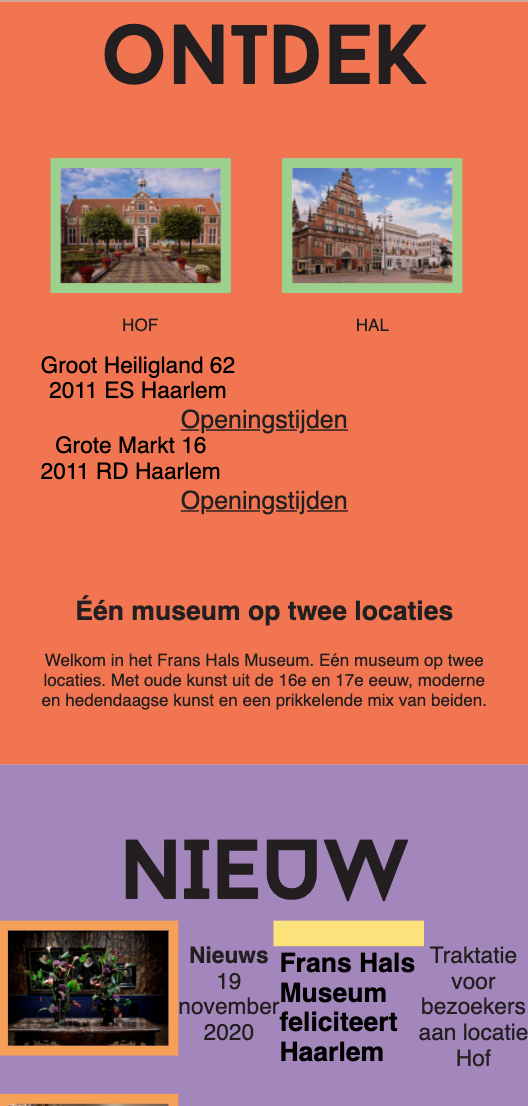 ONTDEK
HOF
HAL
Groot Heiligland 62
2011 ES Haarlem
Openingstijden
Grote Markt 16
2011 RD Haarlem
Openingstijden
Één museum op twee locaties
Welkom in het Frans Hals Museum. Eén museum op twee
locaties. Met oude kunst uit de 16e en 17e eeuw, moderne
en hedendaagse kunst en een prikkelende mix van beiden.
NIEUW
Nieuws
19
november
2020
Frans Hals
Museum
feliciteert
Haarlem
Traktatie
voor
bezoekers
aan locatie
Hof